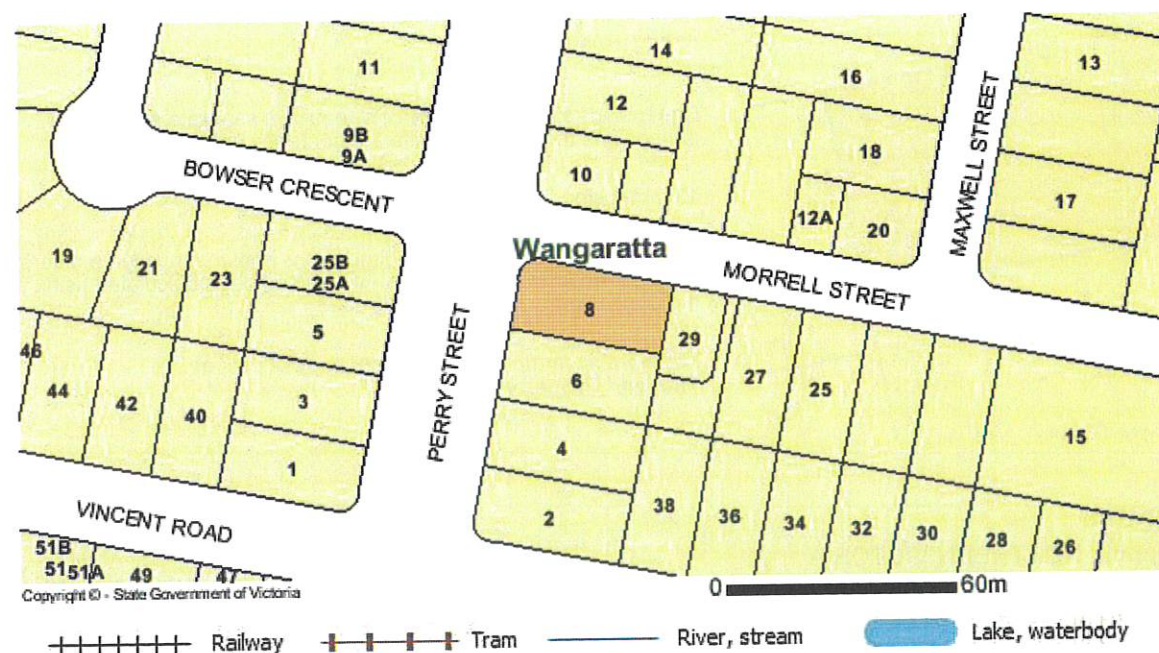 14
13
11
16
12
9B
9A
18
BOWSER CRESCENT
10
MAXWELL STREET
17
12A
20
Wangaratta
19
21
23
25B
25A
MORRELL STREET
8
29
5
46
44
42
40
3
6
27
25
PERRY STREET
15
4
1
2
38
36
34
32
30
28
26
VINCENT ROAD
51B
51
51A
49
47
Copyright © - State Government of Victoria
0
60m
Railway
Tram
River, stream
Lake, waterbody